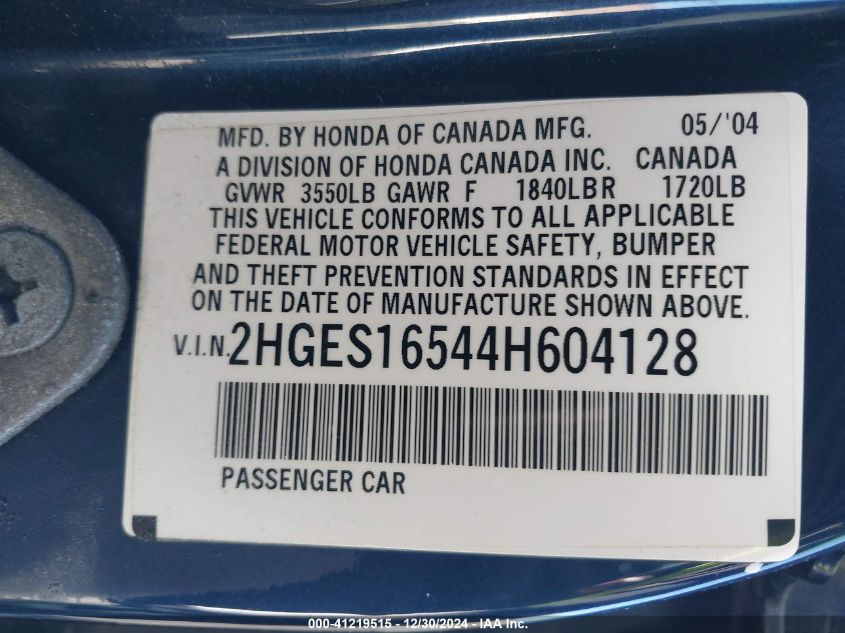 MFD. BY HONDA OF CANADA MFG. 05/'04
A DIVISION OF HONDA CANADA INC. CANADA
GVWR 3550LB GAWR F 1840LB R 1720LB
THIS VEHICLE CONFORMS TO ALL APPLICABLE
FEDERAL MOTOR VEHICLE SAFETY, BUMPER
AND THEFT PREVENTION STANDARDS IN EFFECT
ON THE DATE OF MANUFACTURE SHOWN ABOVE.
V.I.N. 2HGES16544H604128
PASSENGER CAR
000-41219515 - 12/30/2024 - IAA Inc.